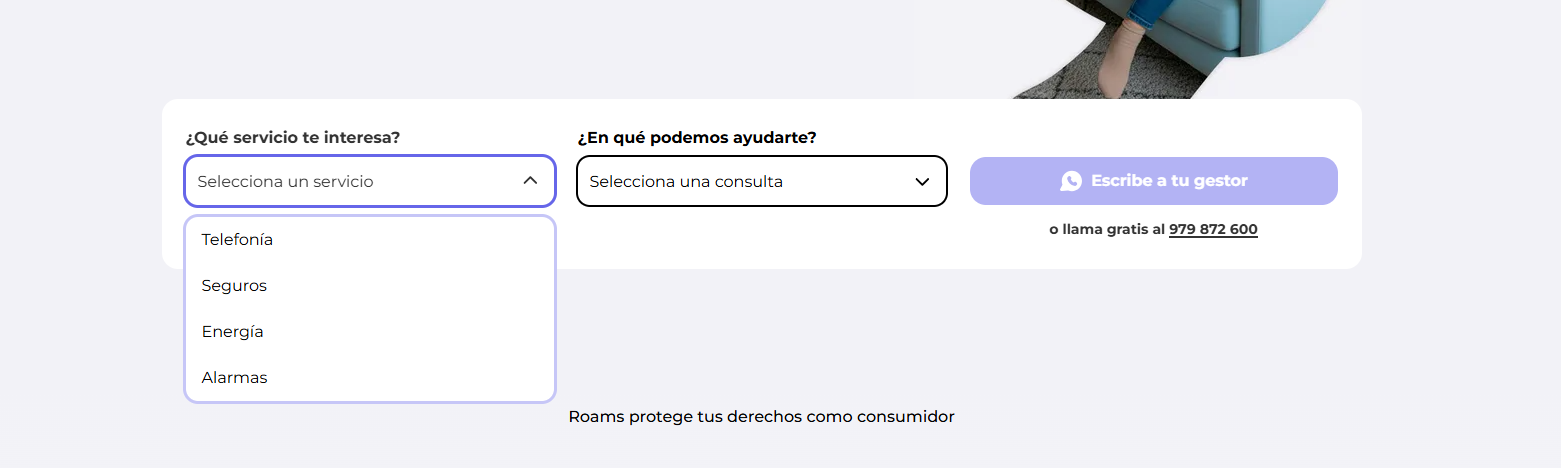 ¿Qué servicio te interesa?
Selecciona un servicio
Telefonía
Seguros
Energía
Alarmas
¿En qué podemos ayudarte?
Selecciona una consulta
Escribe a tu gestor
o llama gratis al 979 872 600
Roams protege tus derechos como consumidor